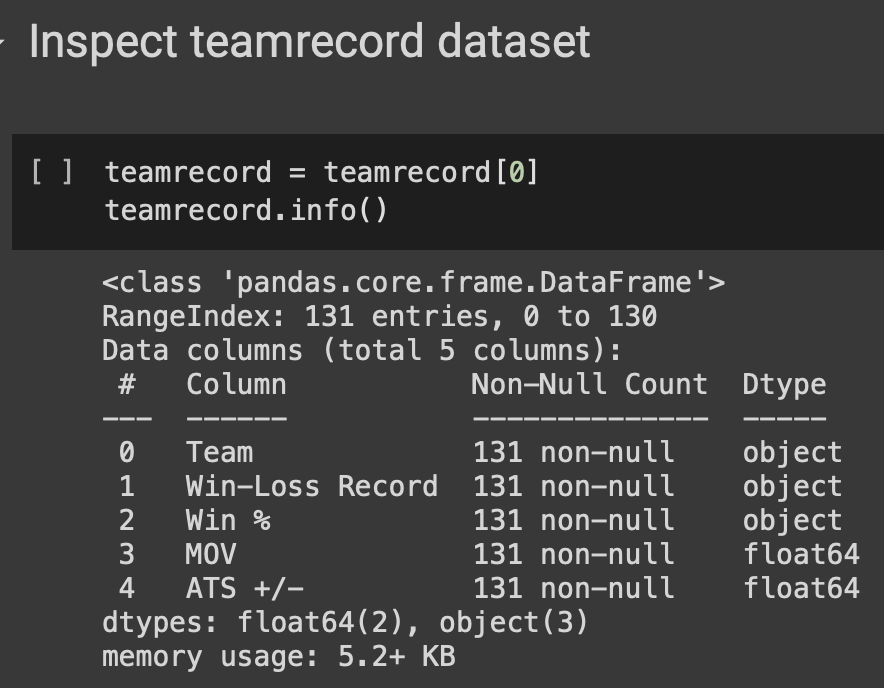 Inspect teamrecord dataset
[ ] teamrecord = teamrecord[0]
teamrecord.info()
<class 'pandas.core.frame.DataFrame'>
RangeIndex: 131 entries, 0 to 130
Data columns (total 5 columns):
 #   Column           Non-Null Count  Dtype
---  ------           --------------  -----
 0   Team             131 non-null    object
 1   Win-Loss Record  131 non-null    object
 2   Win %            131 non-null    object
 3   MOV              131 non-null    float64
 4   ATS +/-          131 non-null    float64
dtypes: float64(2), object(3)
memory usage: 5.2+ KB